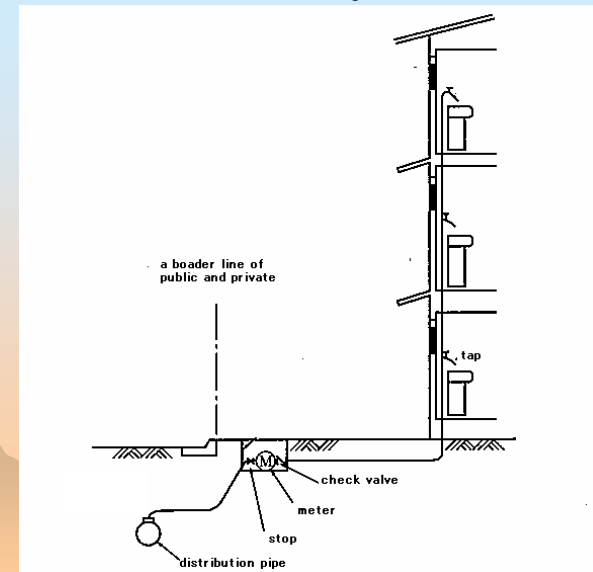 a boader line of
public and private
tap
M
check valve
meter
stop
distribution pipe